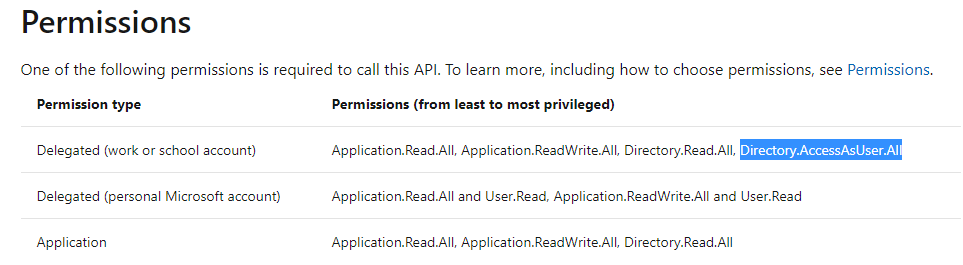 Permissions
One of the following permissions is required to call this API. To learn more, including how to choose permissions, see Permissions.
Permission type Permissions (from least to most privileged)
Delegated (work or school account) Application.Read.All, Application.ReadWrite.All, Directory.Read.All, Directory.AccessAsUser.All
Delegated (personal Microsoft account) Application.Read.All and User.Read, Application.ReadWrite.All and User.Read
Application Application.Read.All, Application.ReadWrite.All, Directory.Read.All